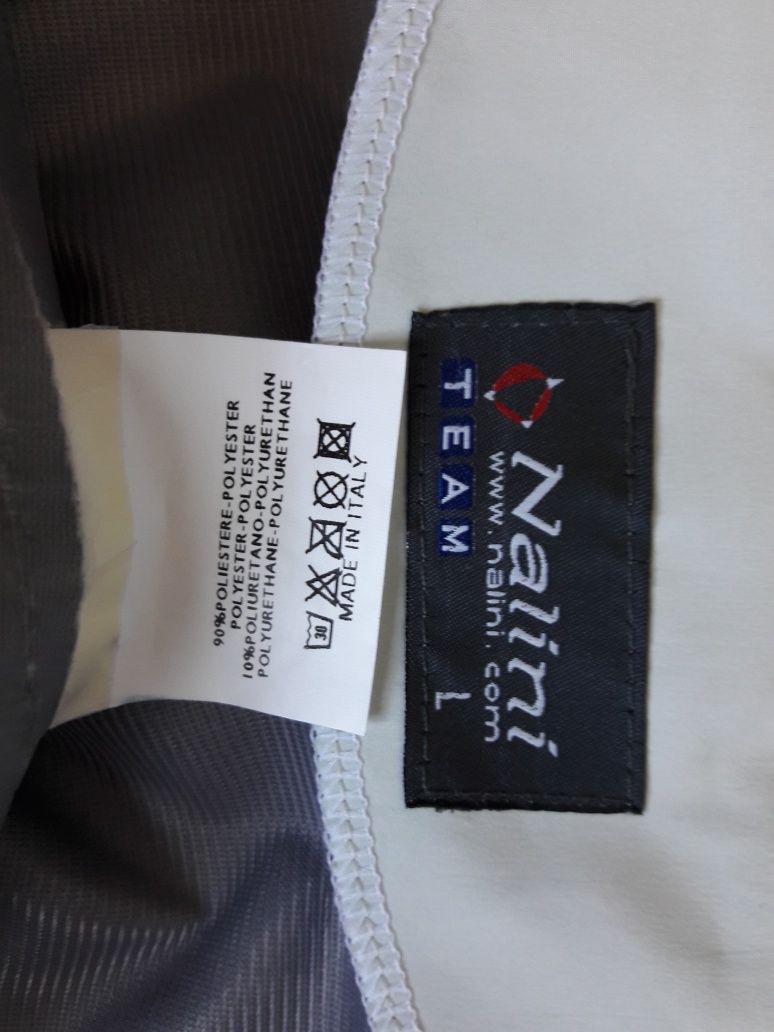 90%POLIESTERE-POLYESTER
POLYESTER-POLYESTER
10%POLIURETANO-POLYURETHAN
POLYURETHANE-POLYURETHANE
30
MADE IN ITALY
Nalini
www.nalini.com
TEAM
L